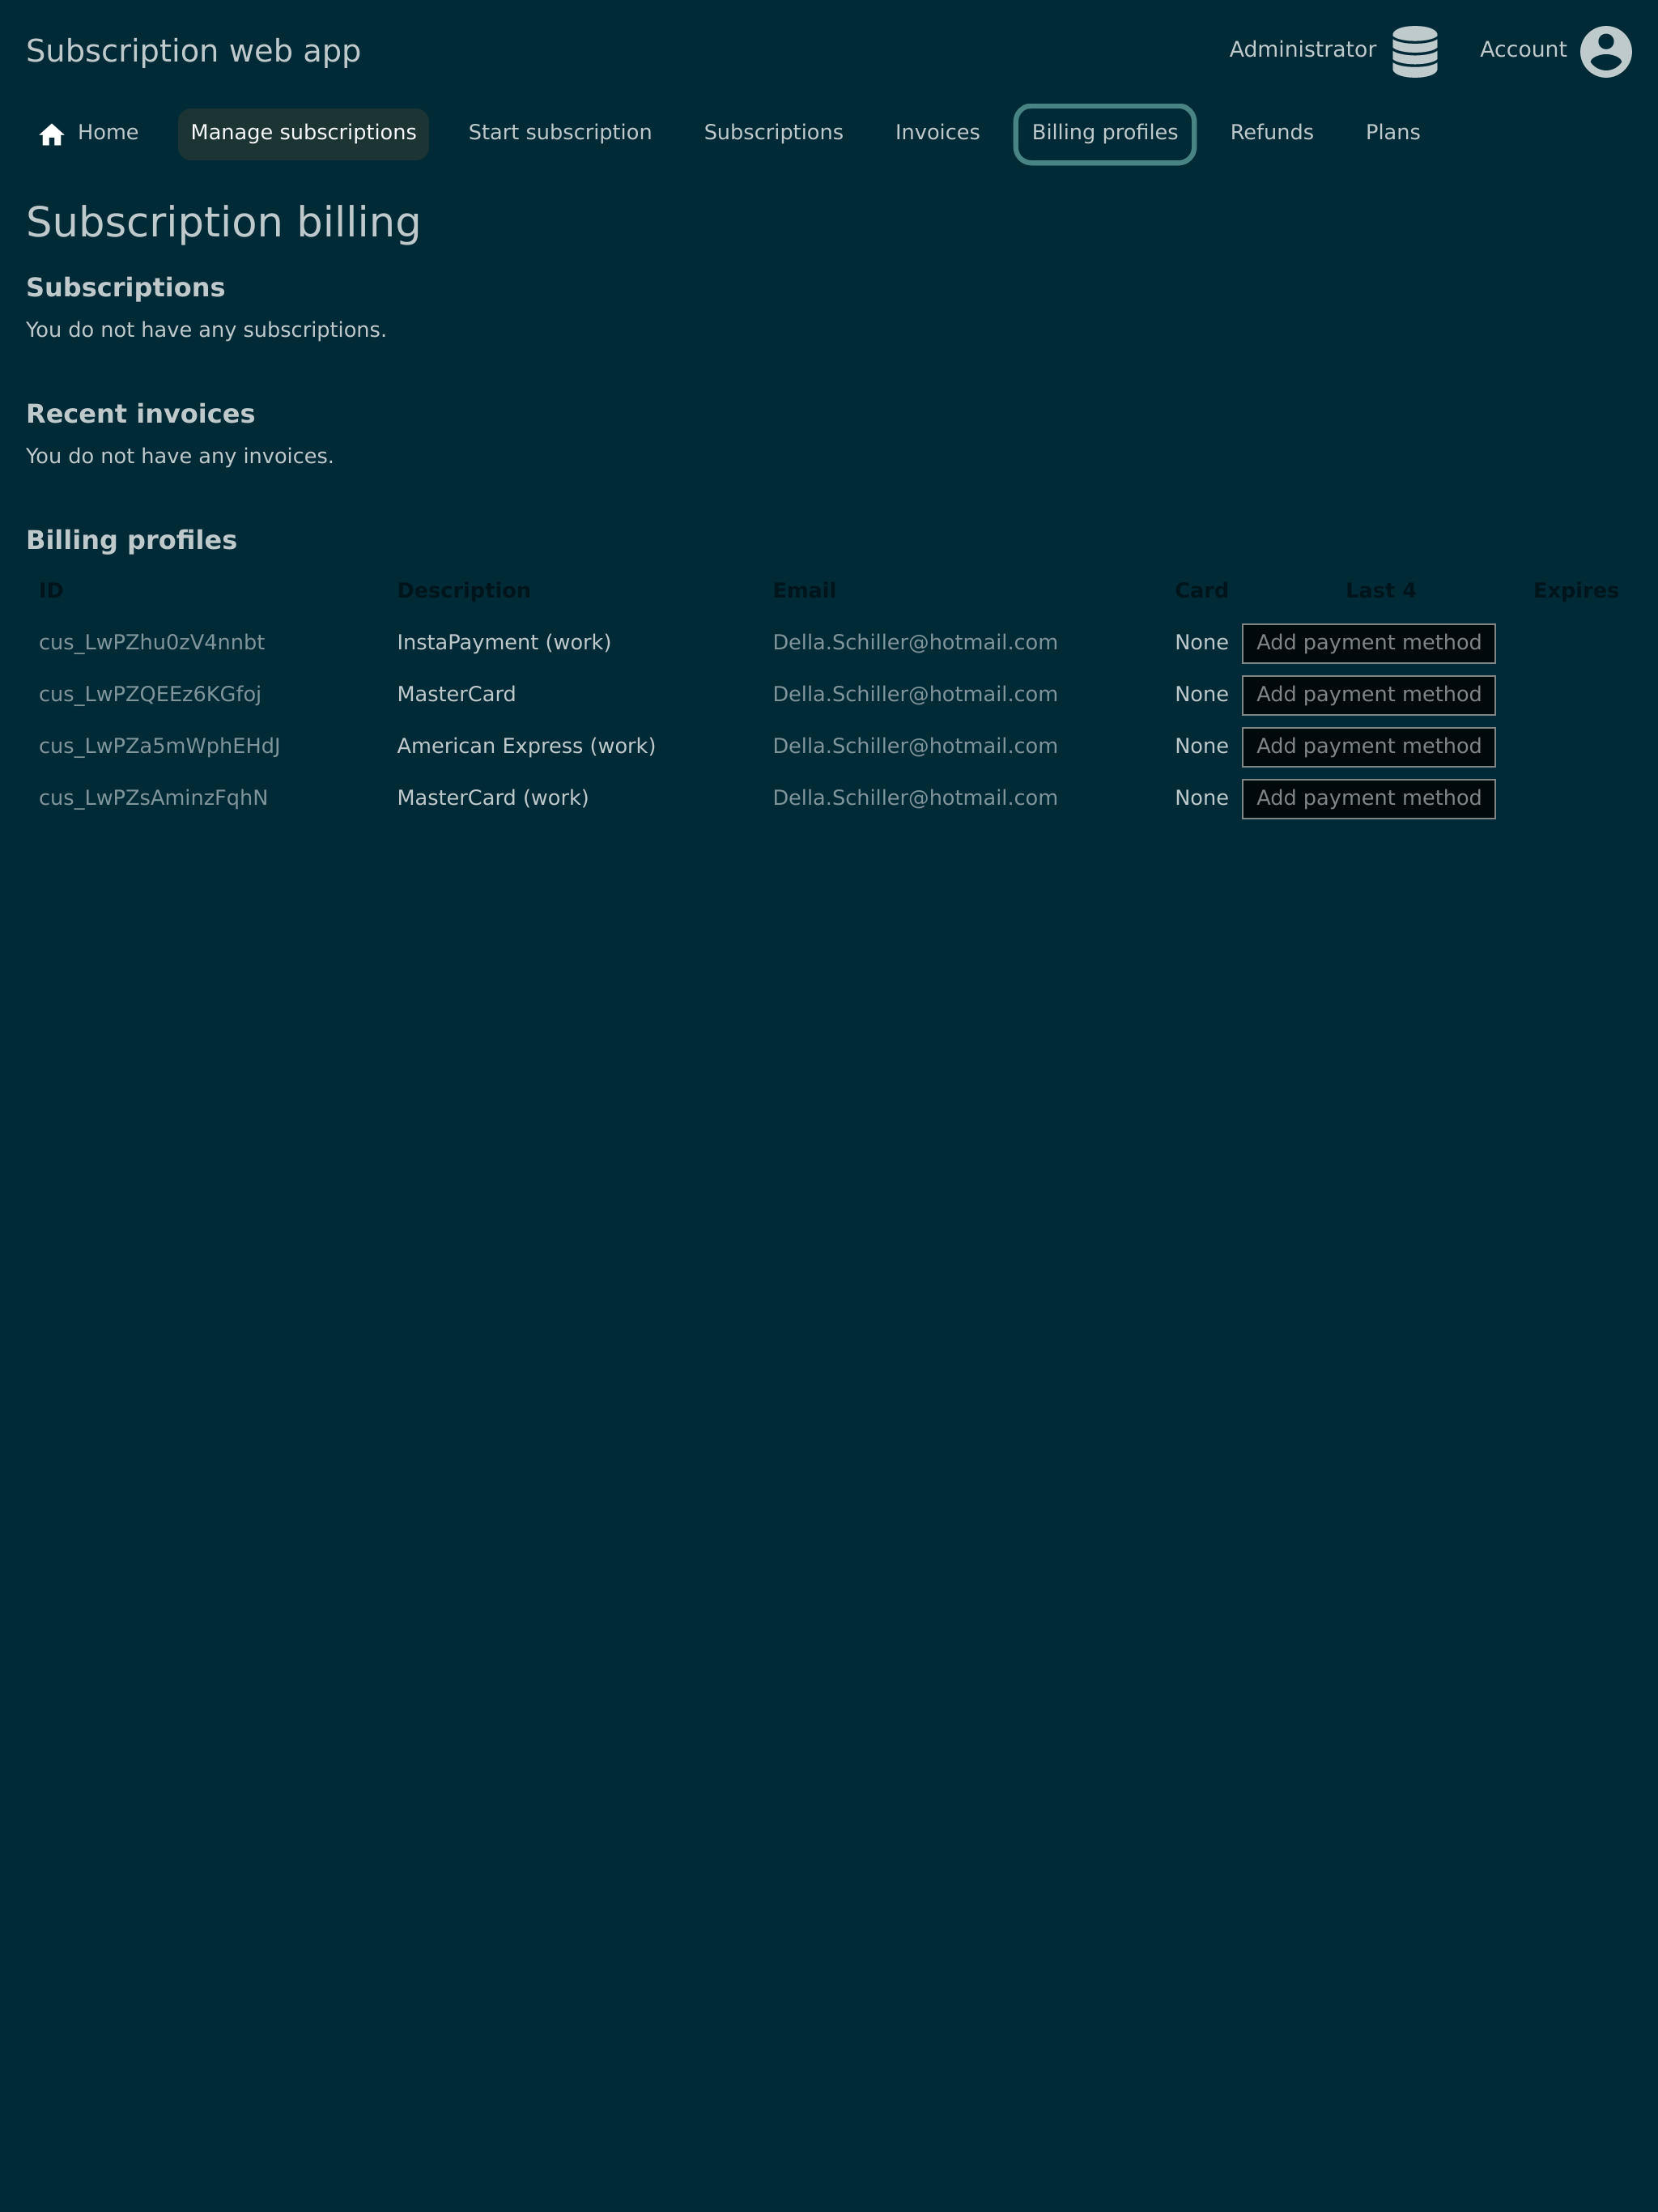 Subscription web app
Administrator
Account
Home
Manage subscriptions
Start subscription
Subscriptions
Invoices
Billing profiles
Refunds
Plans
Subscription billing
Subscriptions
You do not have any subscriptions.
Recent invoices
You do not have any invoices.
Billing profiles
ID Description Email Card Last 4 Expires
cus_LwPZhu0zV4nnbt InstaPayment (work) Della.Schiller@hotmail.com None Add payment method
cus_LwPZQEEz6KGfoj MasterCard Della.Schiller@hotmail.com None Add payment method
cus_LwPZa5mWphEHdJ American Express (work) Della.Schiller@hotmail.com None Add payment method
cus_LwPZsAminzFqhN MasterCard (work) Della.Schiller@hotmail.com None Add payment method